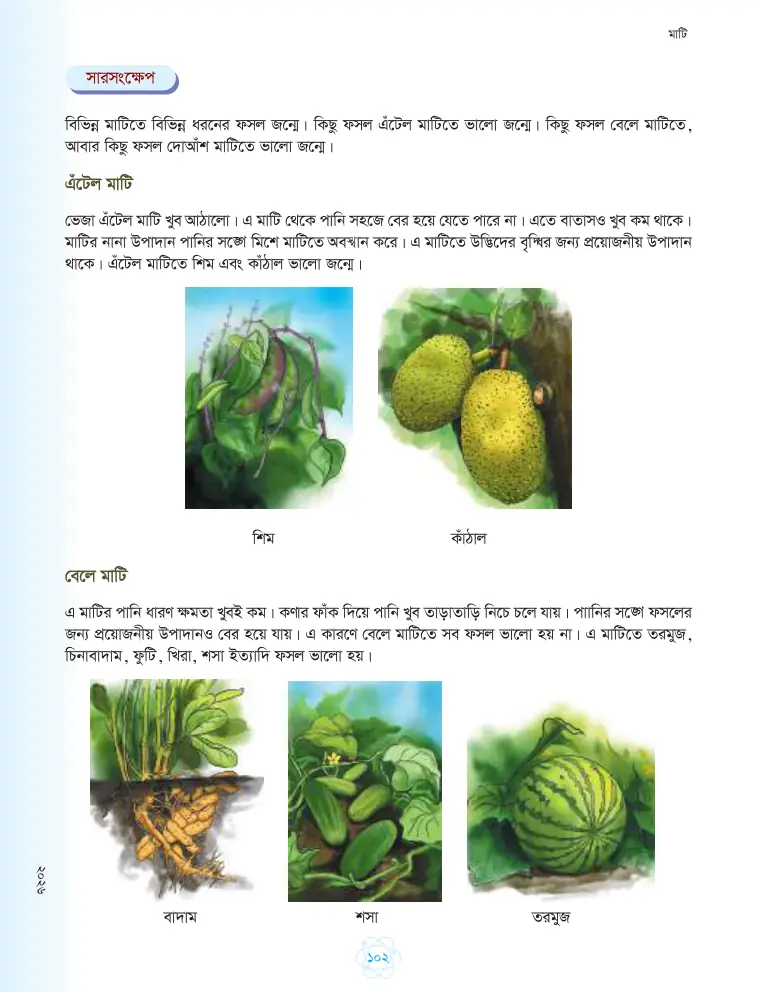 মাটি
সারসংক্ষেপ
বিভিন্ন মাটিতে বিভিন্ন ধরনের ফসল জন্মে। কিছু ফসল এঁটেল মাটিতে ভালো জন্মে। কিছু ফসল বেলে মাটিতে,
আবার কিছু ফসল দোআঁশ মাটিতে ভালো জন্মে।
এঁটেল মাটি
ভেজা এঁটেল মাটি খুব আঠালো। এ মাটি থেকে পানি সহজে বের হয়ে যেতে পারে না। এতে বাতাসও খুব কম থাকে।
মাটির নানা উপাদান পানির সঙ্গে মিশে মাটিতে অবস্থান করে। এ মাটিতে উদ্ভিদের বৃদ্ধির জন্য প্রয়োজনীয় উপাদান
থাকে। এঁটেল মাটিতে শিম এবং কাঁঠাল ভালো জন্মে।
শিম কাঁঠাল
বেলে মাটি
এ মাটির পানি ধারণ ক্ষমতা খুবই কম। কণার ফাঁক দিয়ে পানি খুব তাড়াতাড়ি নিচে চলে যায়। পাানির সঙ্গে ফসলের
জন্য প্রয়োজনীয় উপাদানও বের হয়ে যায়। এ কারণে বেলে মাটিতে সব ফসল ভালো হয় না। এ মাটিতে তরমুজ,
চিনাবাদাম, ফুটি, খিরা, শসা ইত্যাদি ফসল ভালো হয়।
বাদাম শসা তরমুজ
২০২৬
১০২